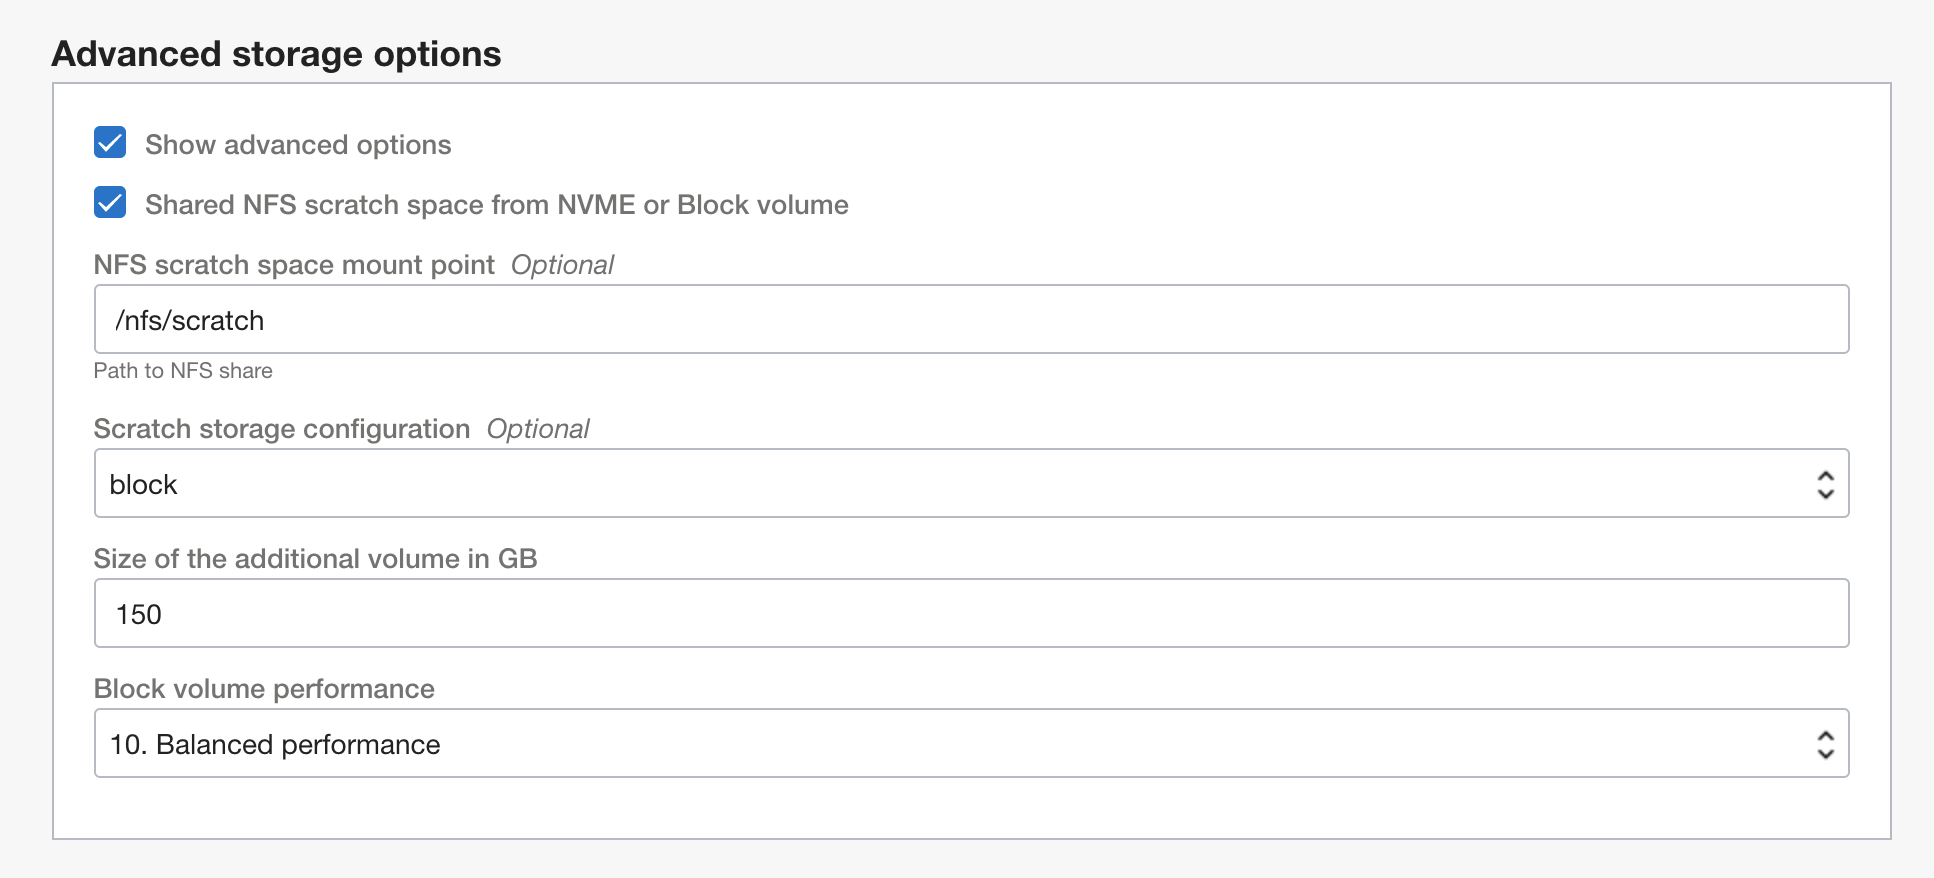 Advanced storage options
Show advanced options
Shared NFS scratch space from NVME or Block volume
NFS scratch space mount point Optional
/nfs/scratch
Path to NFS share
Scratch storage configuration Optional
block
Size of the additional volume in GB
150
Block volume performance
10. Balanced performance